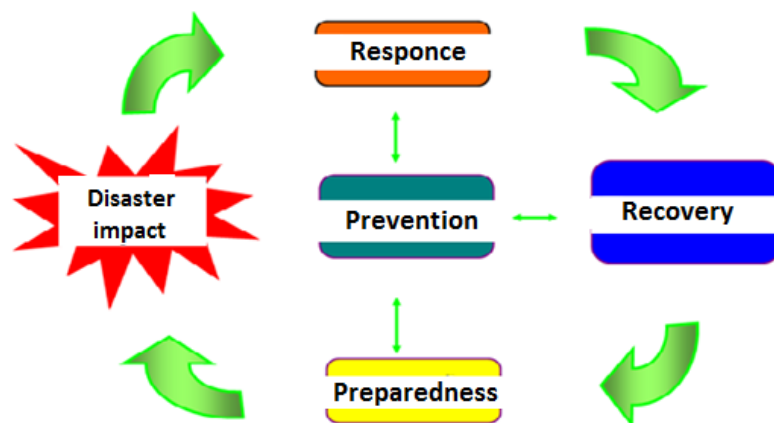 Responce
Disaster
impact
Prevention
Recovery
Preparedness